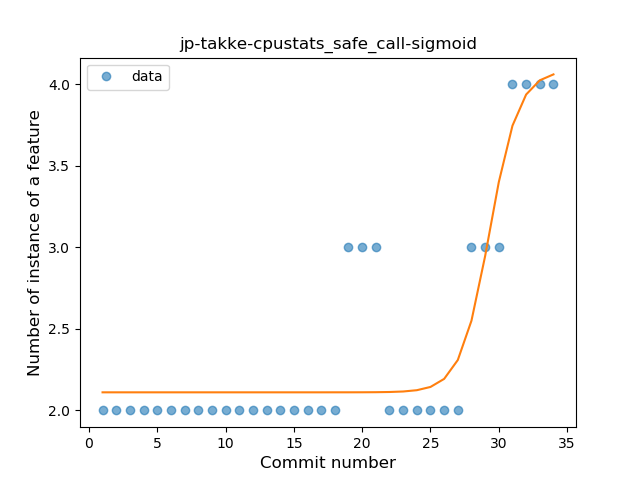 jp-takke-cpustats_safe_call-sigmoid
data
Number of instance of a feature
4.0
3.5
3.0
2.5
2.0
0 5 10 15 20 25 30 35
Commit number